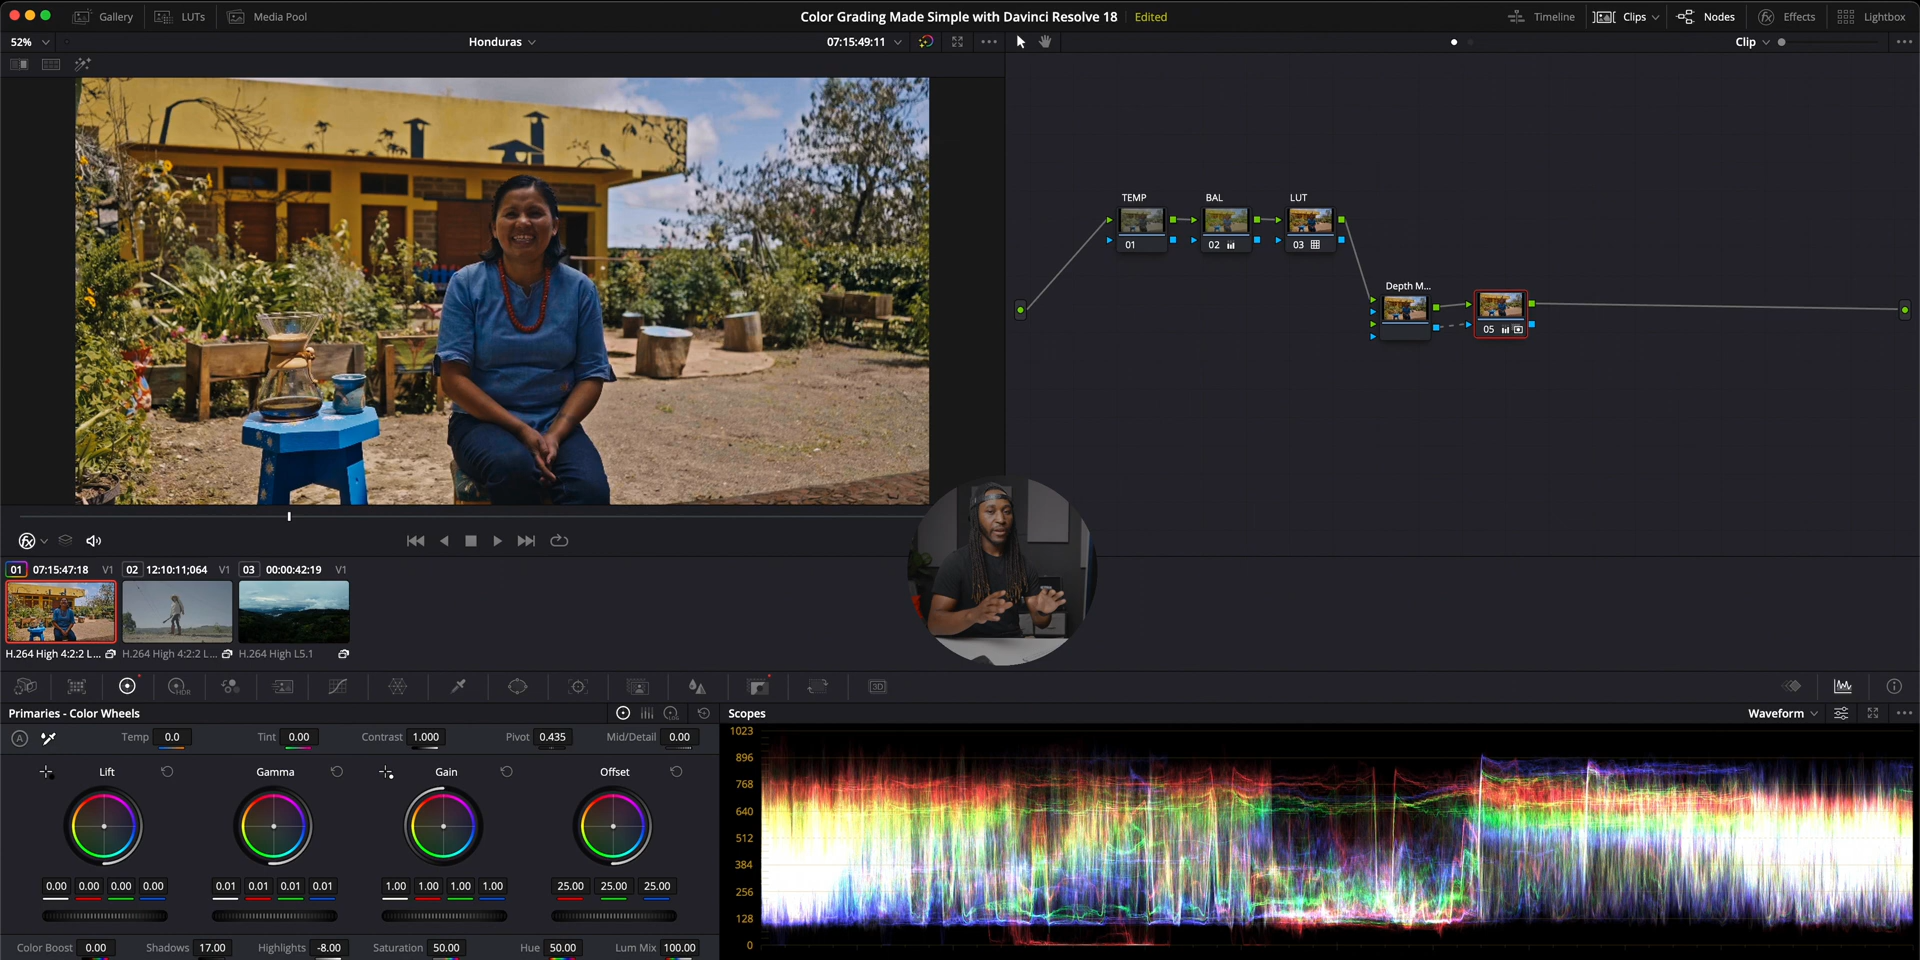 Gallery LUTs Media Pool Color Grading Made Simple with Davinci Resolve 18 Edited Timeline Clips Nodes Effects Lightbox
52% Honduras 07:15:49:11 Clip
TEMP BAL LUT
01 02 03
Depth M...
05
01 07:15:47:18 V1 02 12:10:11;064 V1 03 00:00:42:19 V1
H.264 High 4:2:2 L... H.264 High 4:2:2 L... H.264 High L5.1
HDR 3D
Primaries - Color Wheels LOG Scopes Waveform
A Temp 0.0 Tint 0.00 Contrast 1.000 Pivot 0.435 Mid/Detail 0.00
Lift Gamma Gain Offset
0.00 0.00 0.00 0.00 0.01 0.01 0.01 0.01 1.00 1.00 1.00 1.00 25.00 25.00 25.00
Color Boost 0.00 Shadows 17.00 Highlights -8.00 Saturation 50.00 Hue 50.00 Lum Mix 100.00
1023
896
768
640
512
384
256
128
0